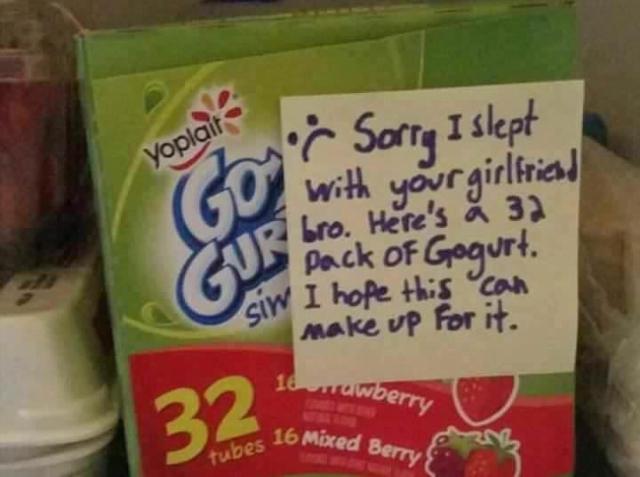 Yoplait
GO
GUR
sim
:( Sorry I slept
with your girlfriend
bro. Here's a 32
pack of Gogurt.
I hope this can
make up for it.
32
tubes
16 Strawberry
16 Mixed Berry